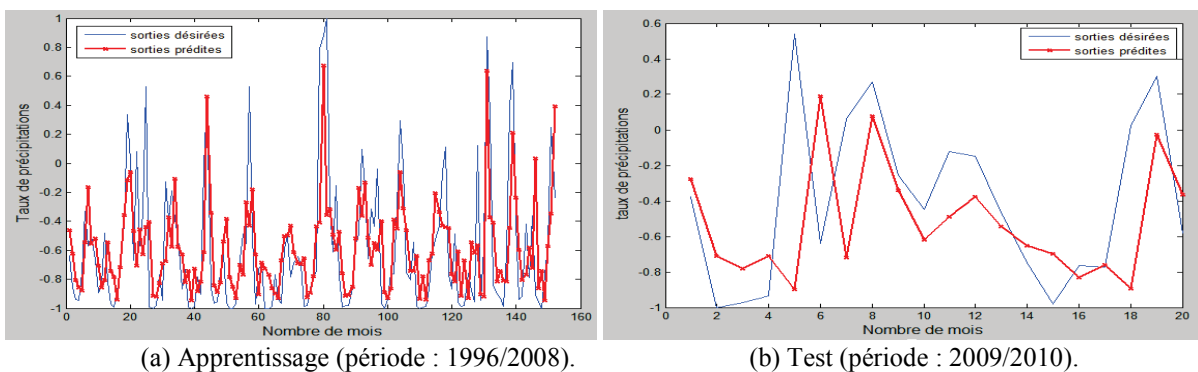 sorties désirées
sorties prédites
Taux de précipitations
1
0.8
0.6
0.4
0.2
0
-0.2
-0.4
-0.6
-0.8
-1
0 20 40 60 80 100 120 140 160
Nombre de mois
(a) Apprentissage (période : 1996/2008).
sorties désirées
sorties prédites
taux de précipitations
0.6
0.4
0.2
0
-0.2
-0.4
-0.6
-0.8
-1
0 2 4 6 8 10 12 14 16 18 20
Nombre de mois
(b) Test (période : 2009/2010).